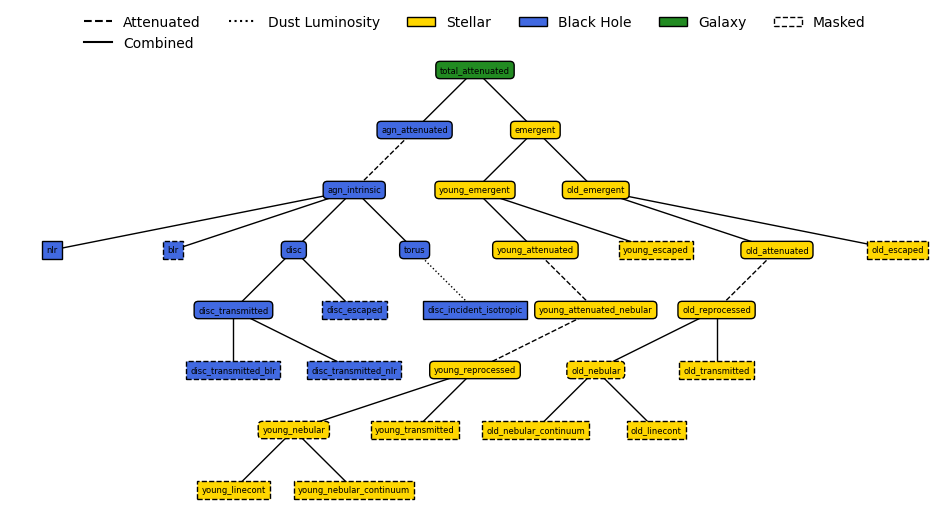 Attenuated Dust Luminosity Stellar Black Hole Galaxy Masked
Combined
total_attenuated
agn_attenuated emergent
agn_intrinsic young_emergent old_emergent
nlr blr disc torus young_attenuated young_escaped old_attenuated old_escaped
disc_transmitted disc_escaped disc_incident_isotropic young_attenuated_nebular old_reprocessed
disc_transmitted_blr disc_transmitted_nlr young_reprocessed old_nebular old_transmitted
young_nebular young_transmitted old_nebular_continuum old_linecont
young_linecont young_nebular_continuum